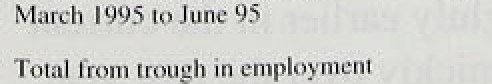 March 1995 to June 95
Total from trough in employment